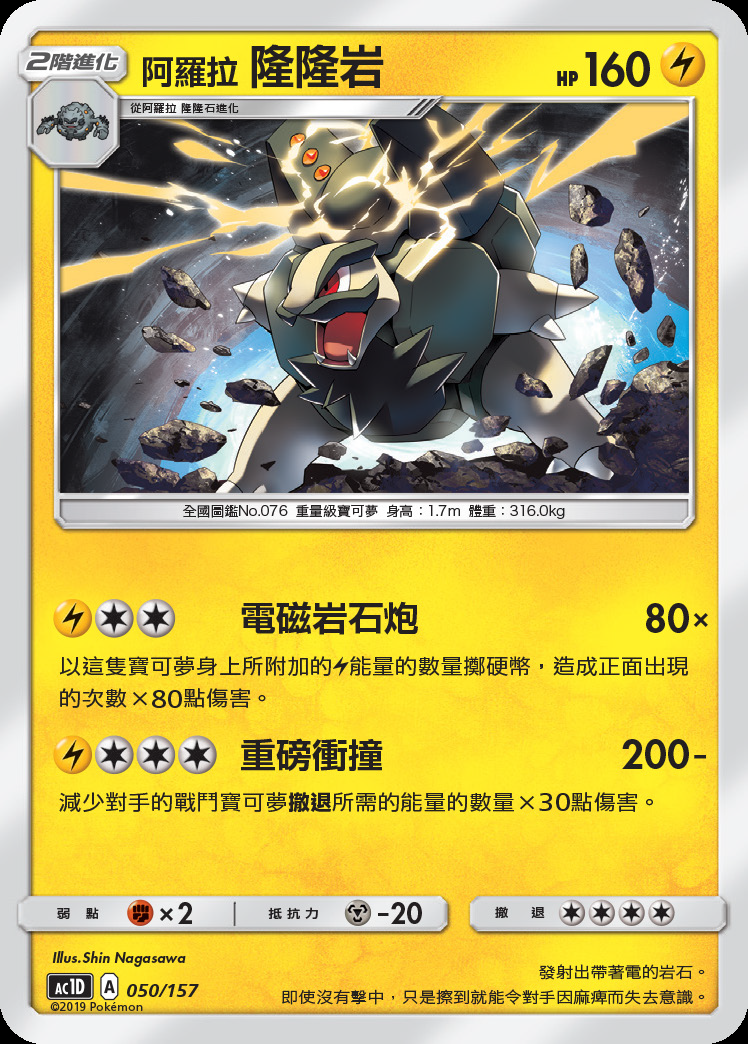 2階進化
阿羅拉 隆隆岩
HP 160
從阿羅拉 隆隆石進化
全國圖鑑No.076 重量級寶可夢 身高：1.7m 體重：316.0kg
電磁岩石炮 80×
以這隻寶可夢身上所附加的能量的數量擲硬幣，造成正面出現
的次數×80點傷害。
重磅衝撞 200-
減少對手的戰鬥寶可夢撤退所需的能量的數量×30點傷害。
弱點 ×2 抵抗力 -20 撤退
Illus.Shin Nagasawa
AC1D A 050/157
©2019 Pokémon
發射出帶著電的岩石。
即使沒有擊中，只是擦到就能令對手因麻痺而失去意識。